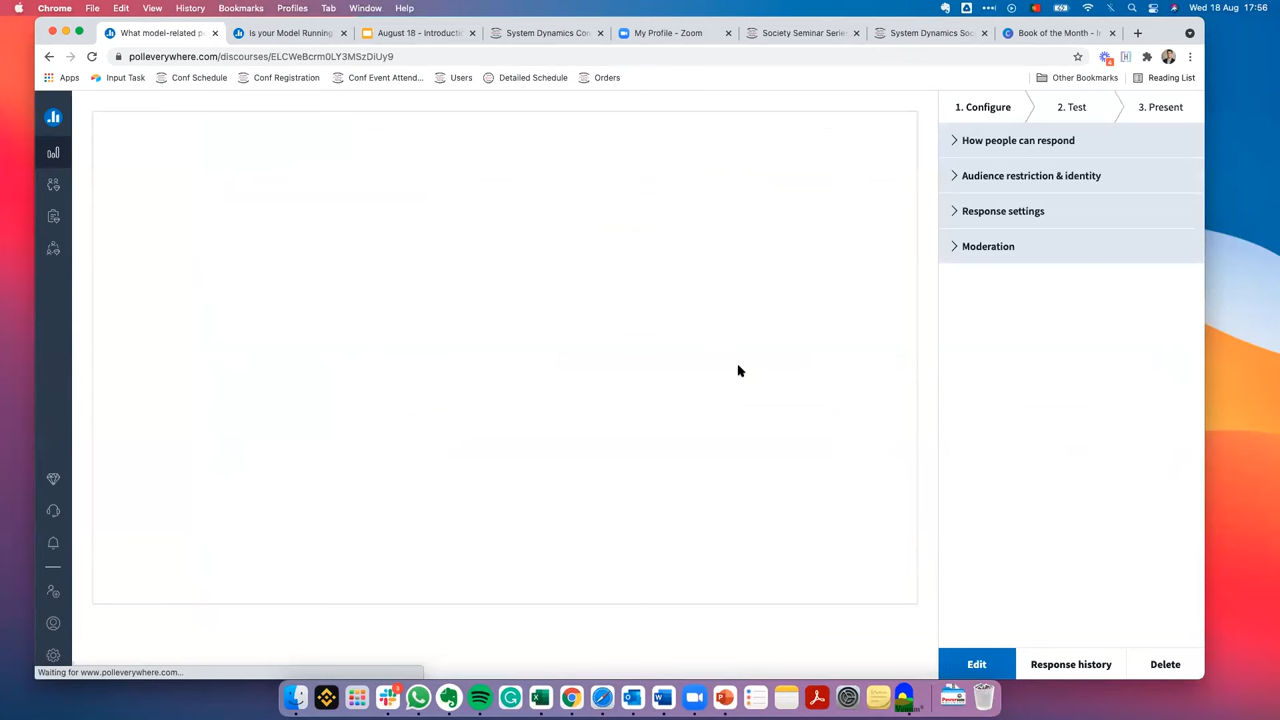 Chrome File Edit View History Bookmarks Profiles Tab Window Help Wed 18 Aug 17:56
What model-related p Is your Model Running August 18 - Introductio System Dynamics Con My Profile - Zoom Society Seminar Serie System Dynamics Soc Book of the Month - In
polleverywhere.com/discourses/ELCWeBcrm0LY3MSzDiUy9
Apps Input Task Conf Schedule Conf Registration Conf Event Attend... Users Detailed Schedule Orders Other Bookmarks Reading List
1. Configure 2. Test 3. Present
How people can respond
Audience restriction & identity
Response settings
Moderation
Edit Response history Delete
Waiting for www.polleverywhere.com...